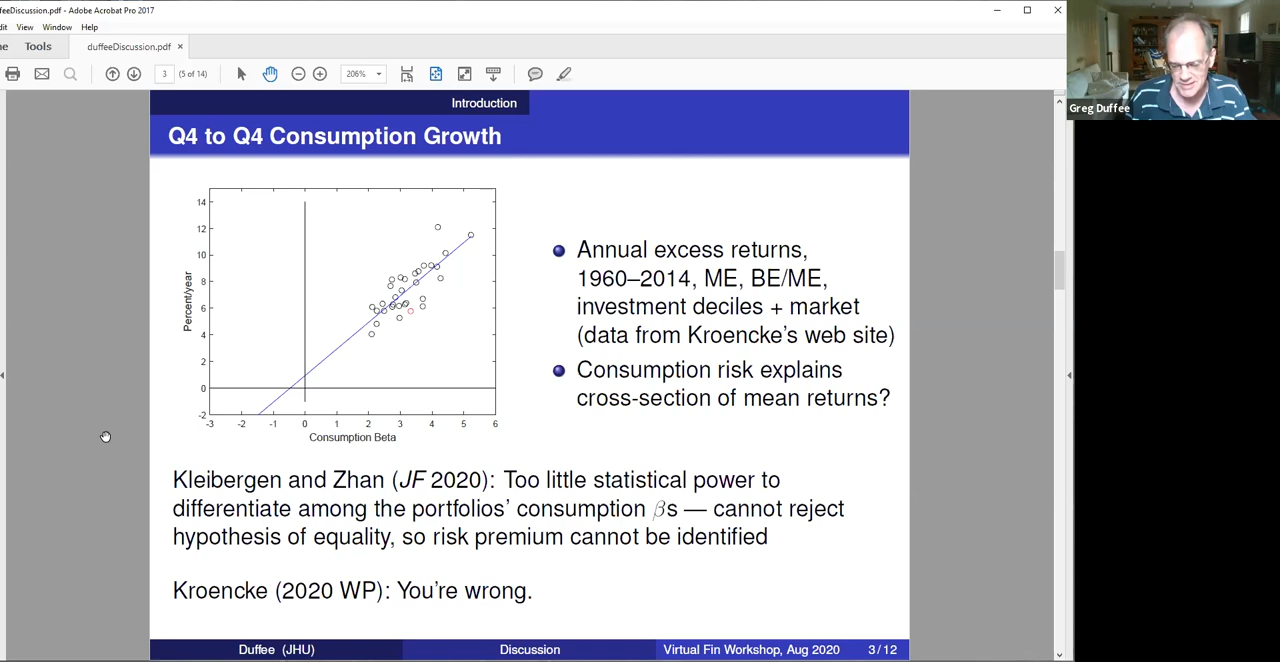 feeDiscussion.pdf - Adobe Acrobat Pro 2017
dit View Window Help
ne Tools duffeeDiscussion.pdf ×
3 (5 of 14) 206%
Greg Duffee
Introduction
Q4 to Q4 Consumption Growth
14
12
10
8
6
4
2
0
-2
Percent/year
-3 -2 -1 0 1 2 3 4 5 6
Consumption Beta
Annual excess returns,
1960–2014, ME, BE/ME,
investment deciles + market
(data from Kroencke's web site)
Consumption risk explains
cross-section of mean returns?
Kleibergen and Zhan (JF 2020): Too little statistical power to
differentiate among the portfolios' consumption βs — cannot reject
hypothesis of equality, so risk premium cannot be identified
Kroencke (2020 WP): You're wrong.
Duffee (JHU) Discussion Virtual Fin Workshop, Aug 2020 3 / 12